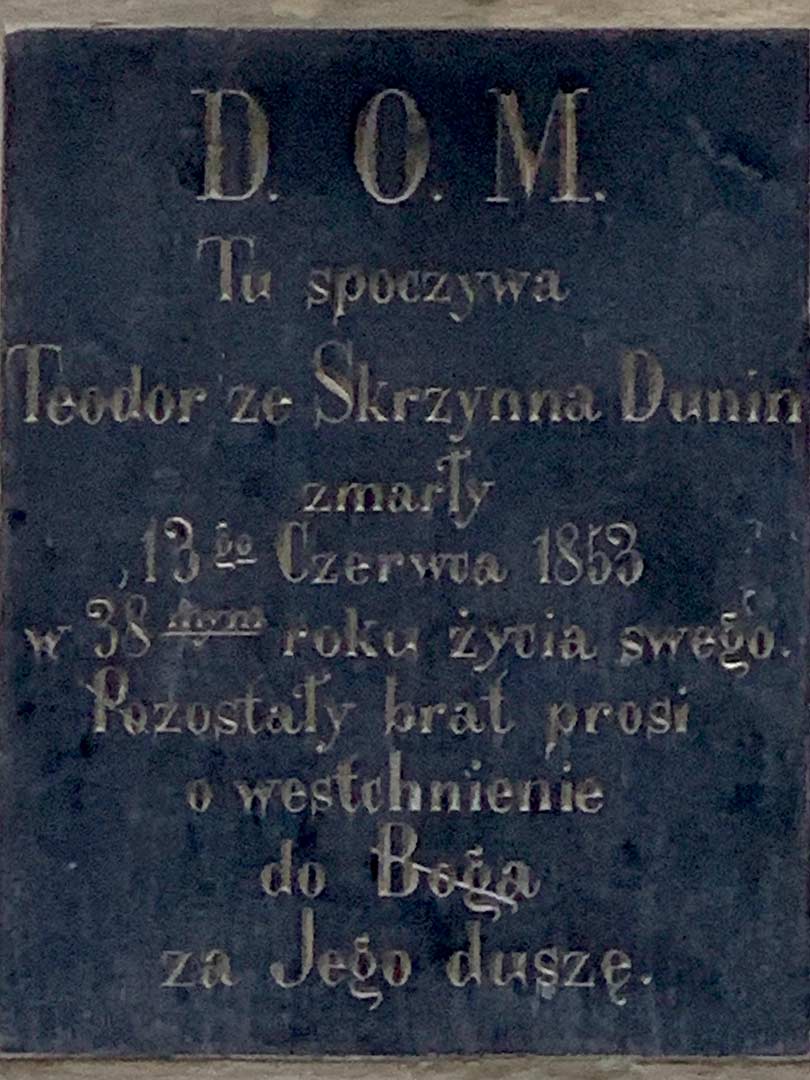 D. O. M.
Tu spoczywa
Teodor ze Skrzynna Dunin
zmarły
13go Czerwca 1853
w 38mym roku życia swego.
Pozostały brat prosi
o westchnienie
do Boga
za Jego duszę.